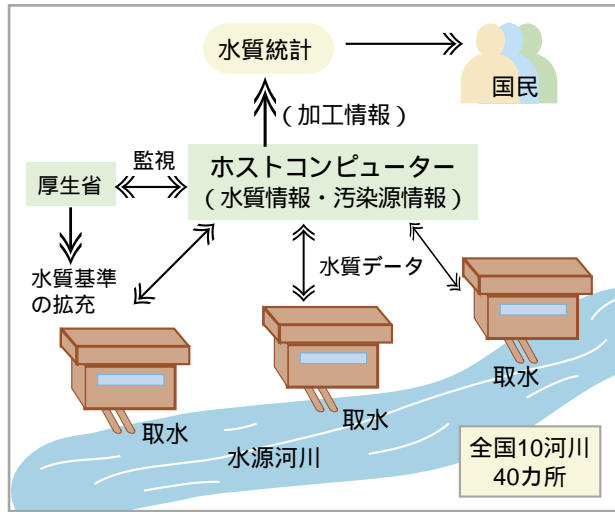 水質統計
国民
(加工情報)
監視
厚生省
ホストコンピューター
(水質情報・汚染源情報)
水質基準
の拡充
水質データ
取水
取水
取水
水源河川
全国10河川
40カ所